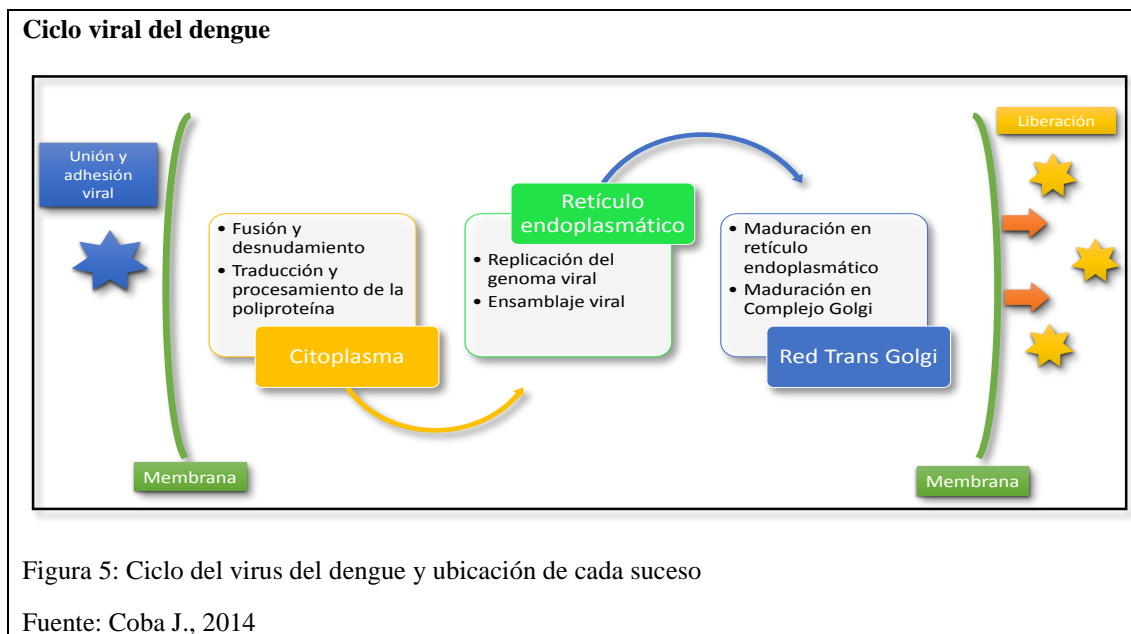 Ciclo viral del dengue
Unión y
adhesión
viral
Membrana
• Fusión y
desnudamiento
• Traducción y
procesamiento de la
poliproteína
Citoplasma
Retículo
endoplasmático
• Replicación del
genoma viral
• Ensamblaje viral
• Maduración en
retículo
endoplasmático
• Maduración en
Complejo Golgi
Red Trans Golgi
Liberación
Membrana
Figura 5: Ciclo del virus del dengue y ubicación de cada suceso
Fuente: Coba J., 2014